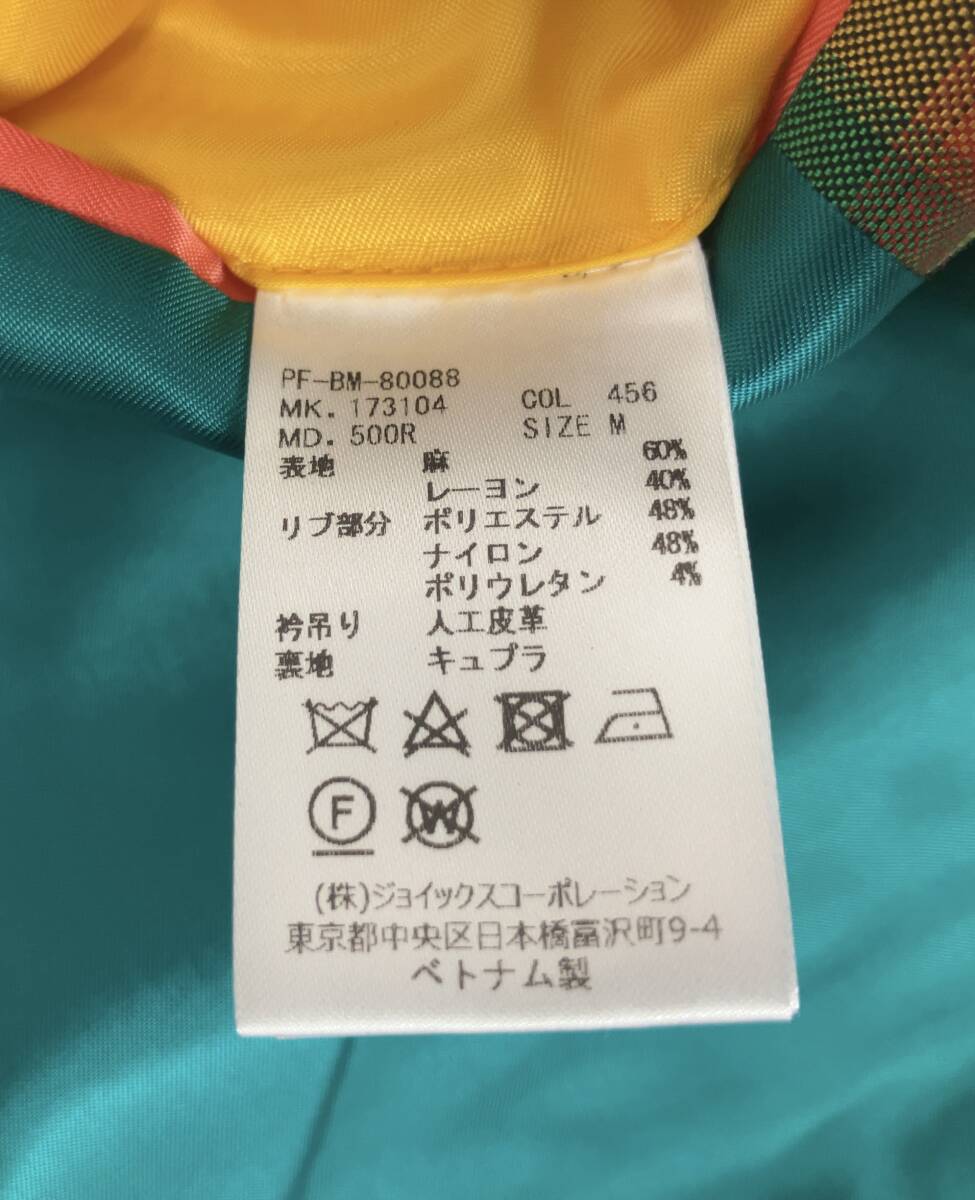 PF-BM-80088
MK. 173104 COL 456
MD. 500R SIZE M
表地 麻 60%
レーヨン 40%
リブ部分 ポリエステル 48%
ナイロン 48%
ポリウレタン 4%
衿吊り 人工皮革
裏地 キュプラ
F W
(株)ジョイックスコーポレーション
東京都中央区日本橋富沢町9-4
ベトナム製